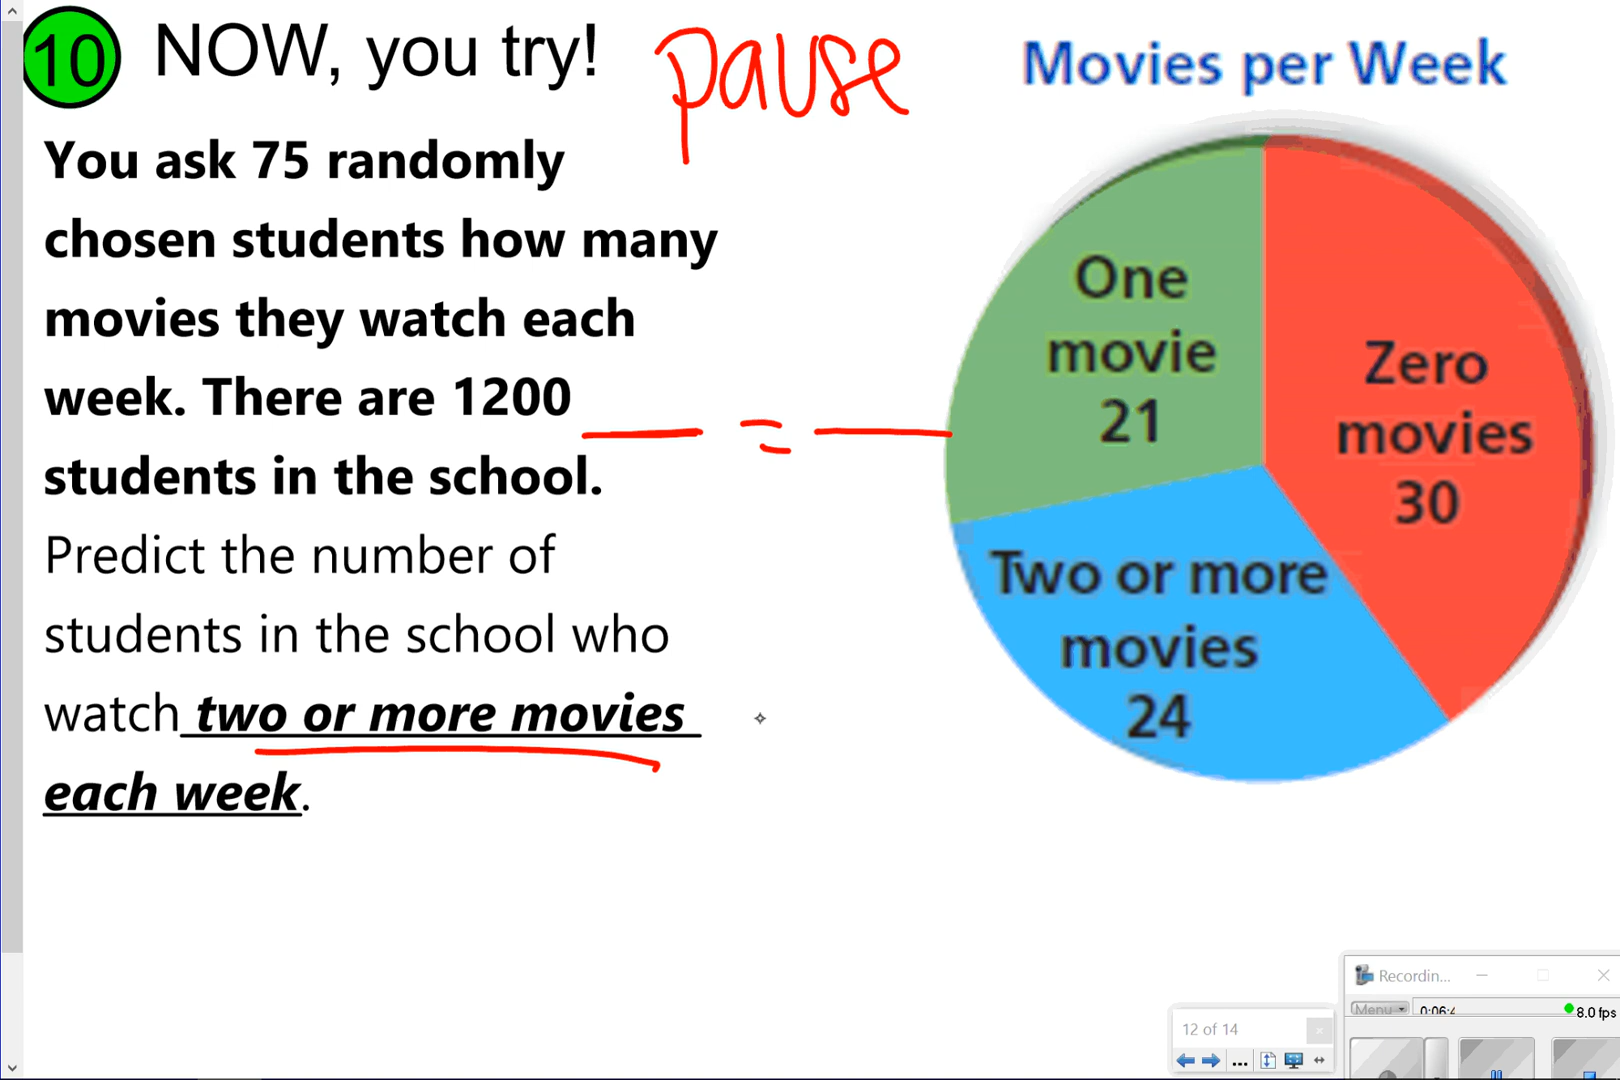 10 NOW, you try! pause
Movies per Week
You ask 75 randomly
chosen students how many
movies they watch each
week. There are 1200
students in the school.
Predict the number of
students in the school who
watch two or more movies
each week.
=
One
movie
21
Zero
movies
30
Two or more
movies
24
Recordin...
Menu
8.0 fps
12 of 14
...